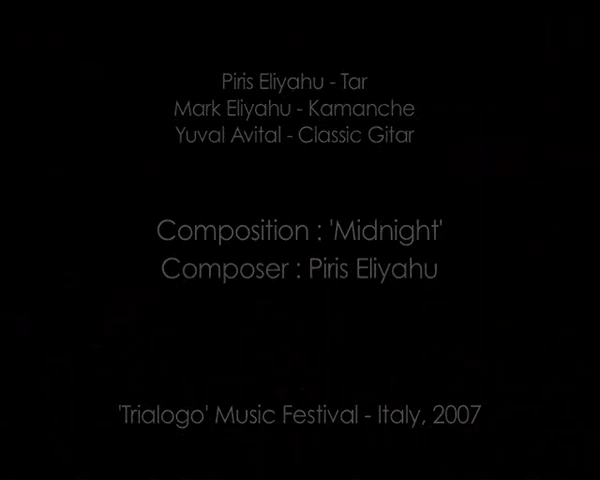 Piris Eliyahu - Tar
Mark Eliyahu - Kamanche
Yuval Avital - Classic Gitar
Composition : 'Midnight'
Composer : Piris Eliyahu
'Trialogo' Music Festival - Italy, 2007